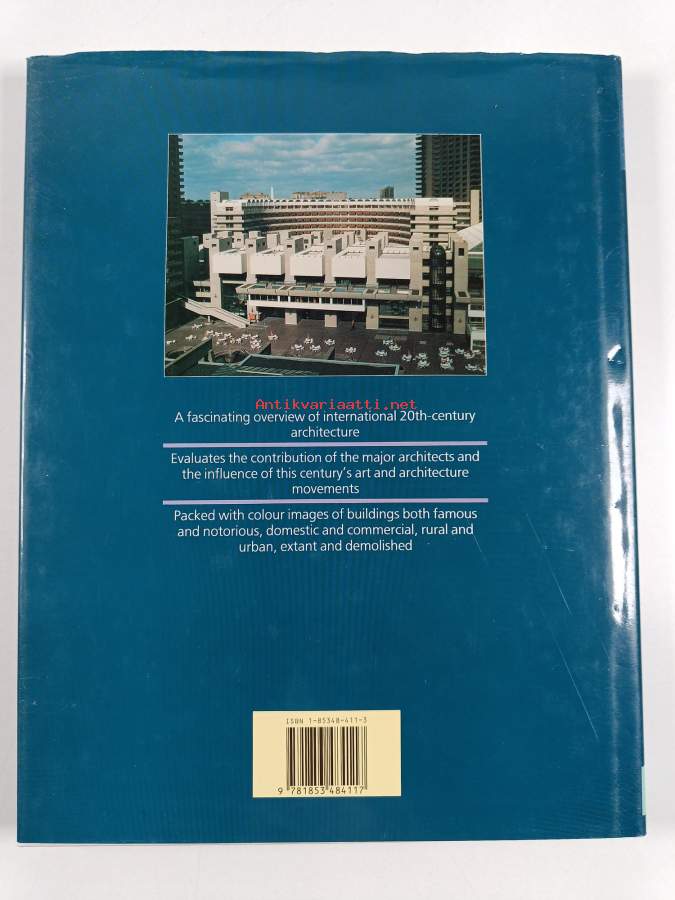 Antikvariaatti.net
A fascinating overview of international 20th-century
architecture
Evaluates the contribution of the major architects and
the influence of this century's art and architecture
movements
Packed with colour images of buildings both famous
and notorious, domestic and commercial, rural and
urban, extant and demolished
ISBN 1-85348-411-3
9 781853 484117